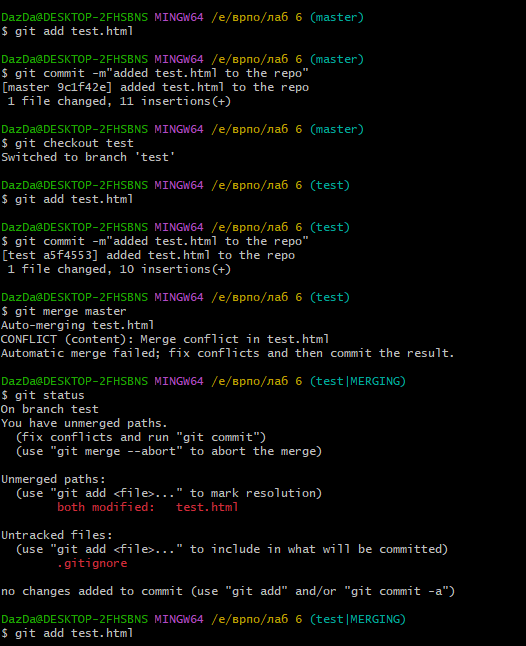 DazDa@DESKTOP-2FHSBNS MINGW64 /e/врпо/лаб 6 (master)
$ git add test.html
DazDa@DESKTOP-2FHSBNS MINGW64 /e/врпо/лаб 6 (master)
$ git commit -m"added test.html to the repo"
[master 9c1f42e] added test.html to the repo
1 file changed, 11 insertions(+)
DazDa@DESKTOP-2FHSBNS MINGW64 /e/врпо/лаб 6 (master)
$ git checkout test
Switched to branch 'test'
DazDa@DESKTOP-2FHSBNS MINGW64 /e/врпо/лаб 6 (test)
$ git add test.html
DazDa@DESKTOP-2FHSBNS MINGW64 /e/врпо/лаб 6 (test)
$ git commit -m"added test.html to the repo"
[test a5f4553] added test.html to the repo
1 file changed, 10 insertions(+)
DazDa@DESKTOP-2FHSBNS MINGW64 /e/врпо/лаб 6 (test)
$ git merge master
Auto-merging test.html
CONFLICT (content): Merge conflict in test.html
Automatic merge failed; fix conflicts and then commit the result.
DazDa@DESKTOP-2FHSBNS MINGW64 /e/врпо/лаб 6 (test|MERGING)
$ git status
On branch test
You have unmerged paths.
(fix conflicts and run "git commit")
(use "git merge --abort" to abort the merge)
Unmerged paths:
(use "git add <file>..." to mark resolution)
both modified:   test.html
Untracked files:
(use "git add <file>..." to include in what will be committed)
.gitignore
no changes added to commit (use "git add" and/or "git commit -a")
DazDa@DESKTOP-2FHSBNS MINGW64 /e/врпо/лаб 6 (test|MERGING)
$ git add test.html